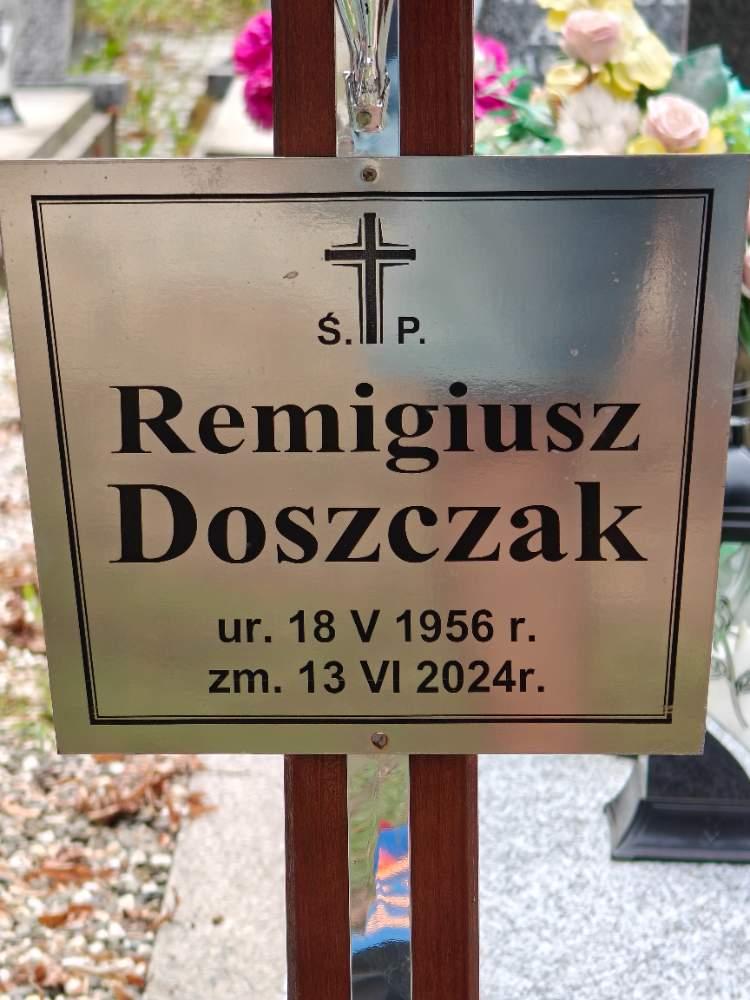 Ś. P.
Remigiusz
Doszczak
ur. 18 V 1956 r.
zm. 13 VI 2024r.